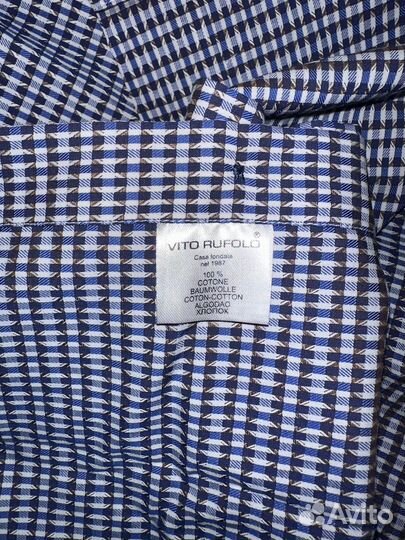 VITO RUFOLO®
Casa fondata
nel 1987
100 %
COTONE
BAUMWOLLE
COTON-COTTON
ALGODAO
ХЛОПОК
Avito